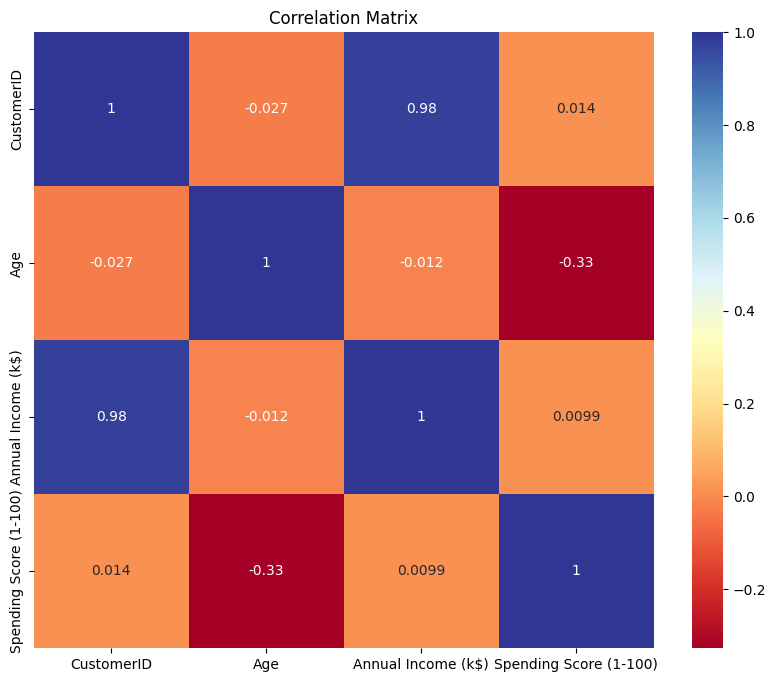 Correlation Matrix
CustomerID
1
-0.027
0.98
0.014
Age
-0.027
1
-0.012
-0.33
Annual Income (k$)
0.98
-0.012
1
0.0099
Spending Score (1-100)
0.014
-0.33
0.0099
1
CustomerID
Age
Annual Income (k$)
Spending Score (1-100)
1.0
0.8
0.6
0.4
0.2
0.0
−0.2